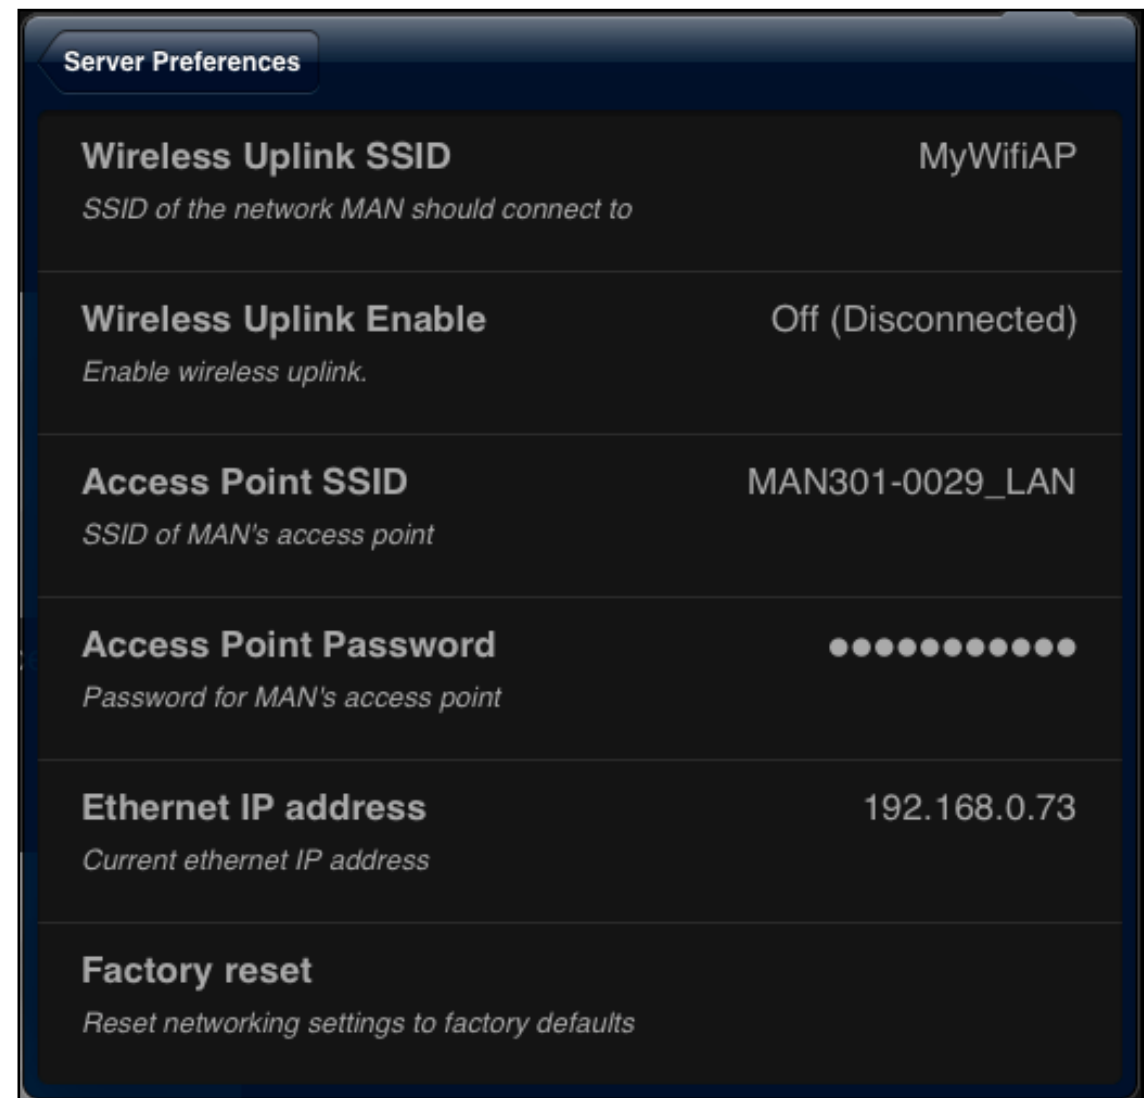 Server Preferences
Wireless Uplink SSID MyWifiAP
SSID of the network MAN should connect to
Wireless Uplink Enable Off (Disconnected)
Enable wireless uplink.
Access Point SSID MAN301-0029_LAN
SSID of MAN's access point
Access Point Password ●●●●●●●●●●●
Password for MAN's access point
Ethernet IP address 192.168.0.73
Current ethernet IP address
Factory reset
Reset networking settings to factory defaults